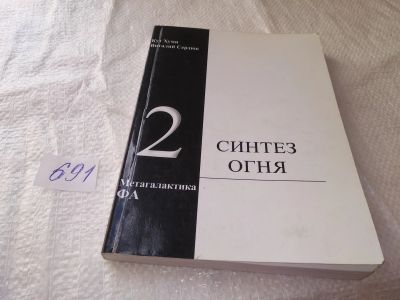 Кут Хуми
Виталий Сердюк
2
СИНТЕЗ
ОГНЯ
Метагалактика
ФА
691